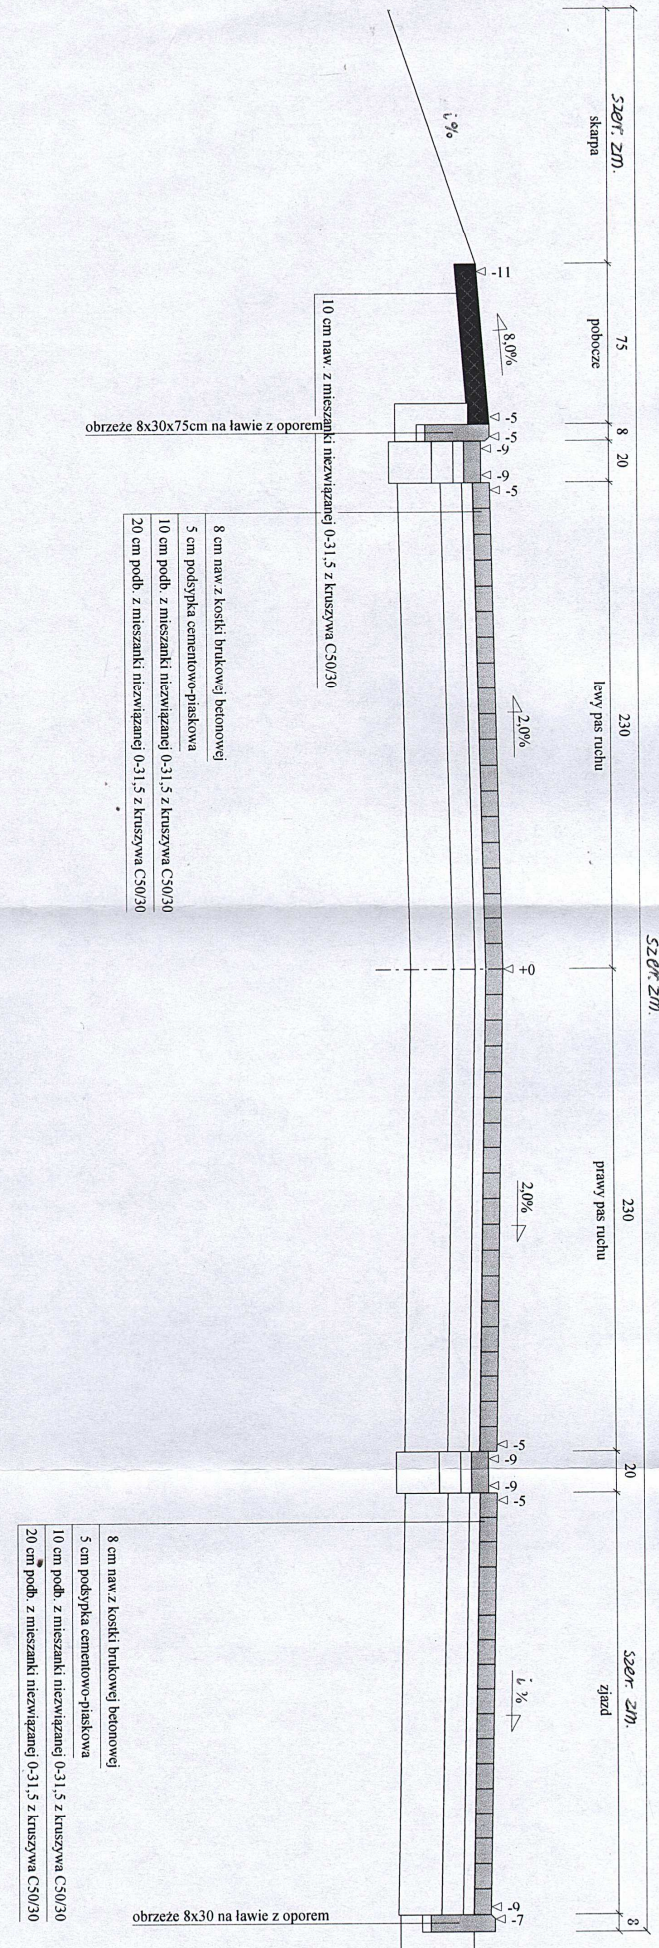 szer. zm.
szer. zm.
75
8
20
230
230
20
szer. zm.
8
skarpa
pobocze
lewy pas ruchu
prawy pas ruchu
zjazd
i%
8,0%
2,0%
2,0%
i %
-11
-5
-5
-9
-9
-5
+0
-5
-9
-9
-5
-9
-7
10 cm naw. z mieszanki niezwiązanej 0-31,5 z kruszywa C50/30
obrzeże 8x30x75cm na ławie z oporem
8 cm naw.z kostki brukowej betonowej
5 cm podsypka cementowo-piaskowa
10 cm podb. z mieszanki niezwiązanej 0-31,5 z kruszywa C50/30
20 cm podb. z mieszanki niezwiązanej 0-31,5 z kruszywa C50/30
8 cm naw.z kostki brukowej betonowej
5 cm podsypka cementowo-piaskowa
10 cm podb. z mieszanki niezwiązanej 0-31,5 z kruszywa C50/30
20 cm podb. z mieszanki niezwiązanej 0-31,5 z kruszywa C50/30
obrzeże 8x30 na ławie z oporem